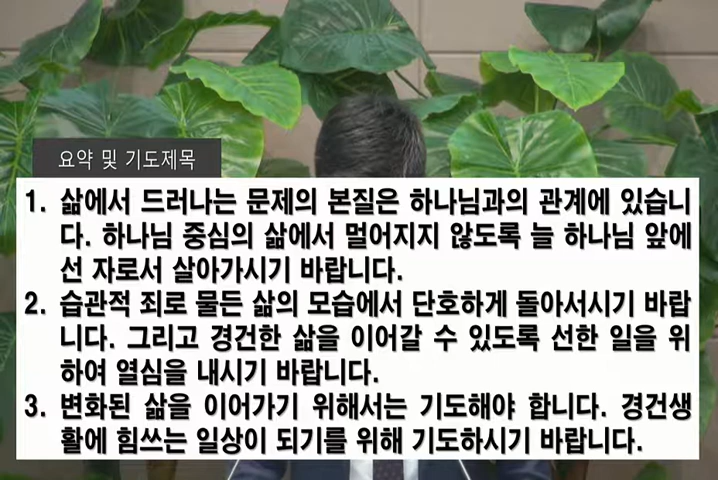 요약 및 기도제목
1. 삶에서 드러나는 문제의 본질은 하나님과의 관계에 있습니
다. 하나님 중심의 삶에서 멀어지지 않도록 늘 하나님 앞에
선 자로서 살아가시기 바랍니다.
2. 습관적 죄로 물든 삶의 모습에서 단호하게 돌아서시기 바랍
니다. 그리고 경건한 삶을 이어갈 수 있도록 선한 일을 위
하여 열심을 내시기 바랍니다.
3. 변화된 삶을 이어가기 위해서는 기도해야 합니다. 경건생
활에 힘쓰는 일상이 되기를 위해 기도하시기 바랍니다.